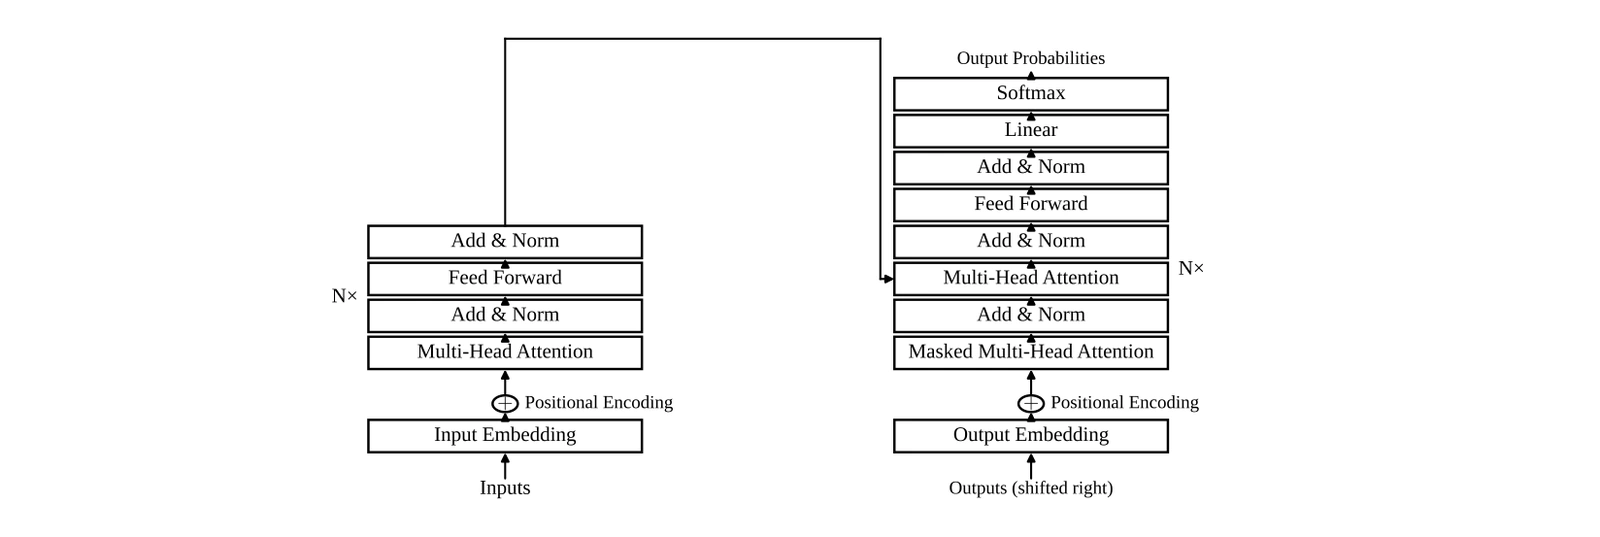 Output Probabilities
Softmax
Linear
Add & Norm
Feed Forward
Add & Norm
Multi-Head Attention
N×
Add & Norm
Masked Multi-Head Attention
Positional Encoding
Output Embedding
Outputs (shifted right)
Add & Norm
Feed Forward
N×
Add & Norm
Multi-Head Attention
Positional Encoding
Input Embedding
Inputs